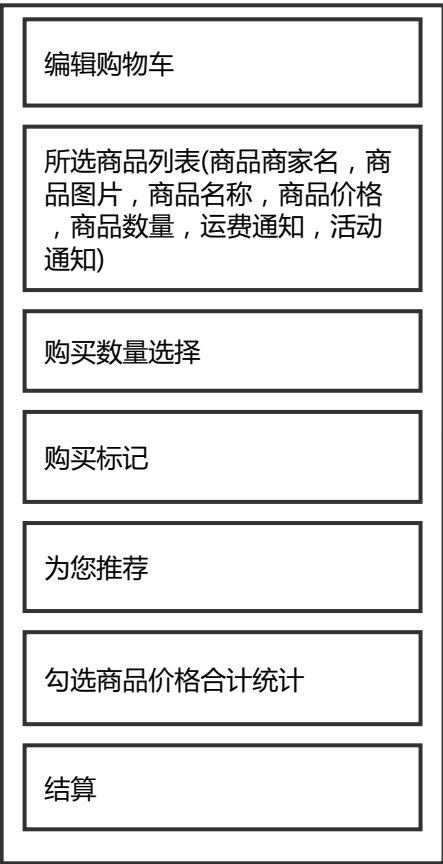 编辑购物车
所选商品列表(商品商家名，商
品图片，商品名称，商品价格
，商品数量，运费通知，活动
通知)
购买数量选择
购买标记
为您推荐
勾选商品价格合计统计
结算